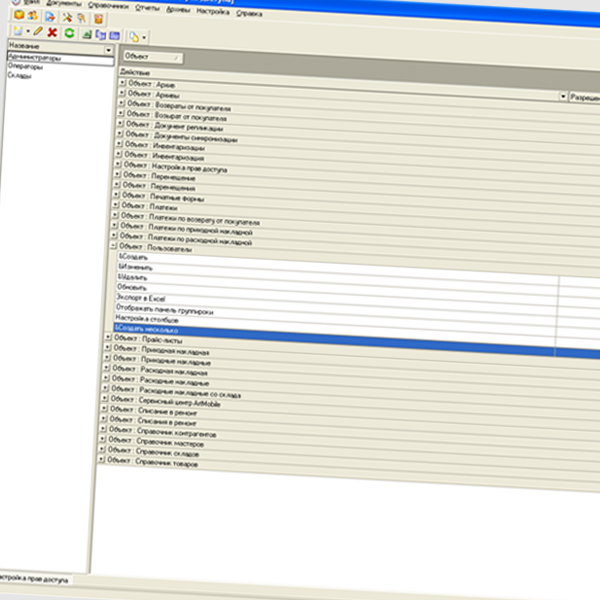 Файл Документы Справочники Отчеты Архивы Настройка Справка
Название
Администраторы
Операторы
Склады
Объект
Действие
Разрешен
Объект : Архив
Объект : Архивы
Объект : Возвраты от покупателя
Объект : Возврат от покупателя
Объект : Документ репликации
Объект : Документы синхронизации
Объект : Инвентаризации
Объект : Инвентаризация
Объект : Настройка прав доступа
Объект : Перемещение
Объект : Перемещения
Объект : Печатные формы
Объект : Платежи
Объект : Платежи по возврату от покупателя
Объект : Платежи по приходной накладной
Объект : Платежи по расходной накладной
Объект : Пользователи
&Создать
&Изменить
&Удалить
Обновить
Экспорт в Excel
Отображать панель группироки
Настройка столбцов
&Создать несколько
Объект : Прайс-листы
Объект : Приходная накладная
Объект : Приходные накладные
Объект : Расходная накладная
Объект : Расходные накладные
Объект : Расходные накладные со склада
Объект : Сервисный центр ArtMobile
Объект : Списание в ремонт
Объект : Списания в ремонт
Объект : Справочник контрагентов
Объект : Справочник мастеров
Объект : Справочник складов
Объект : Справочник товаров
стройка прав доступа